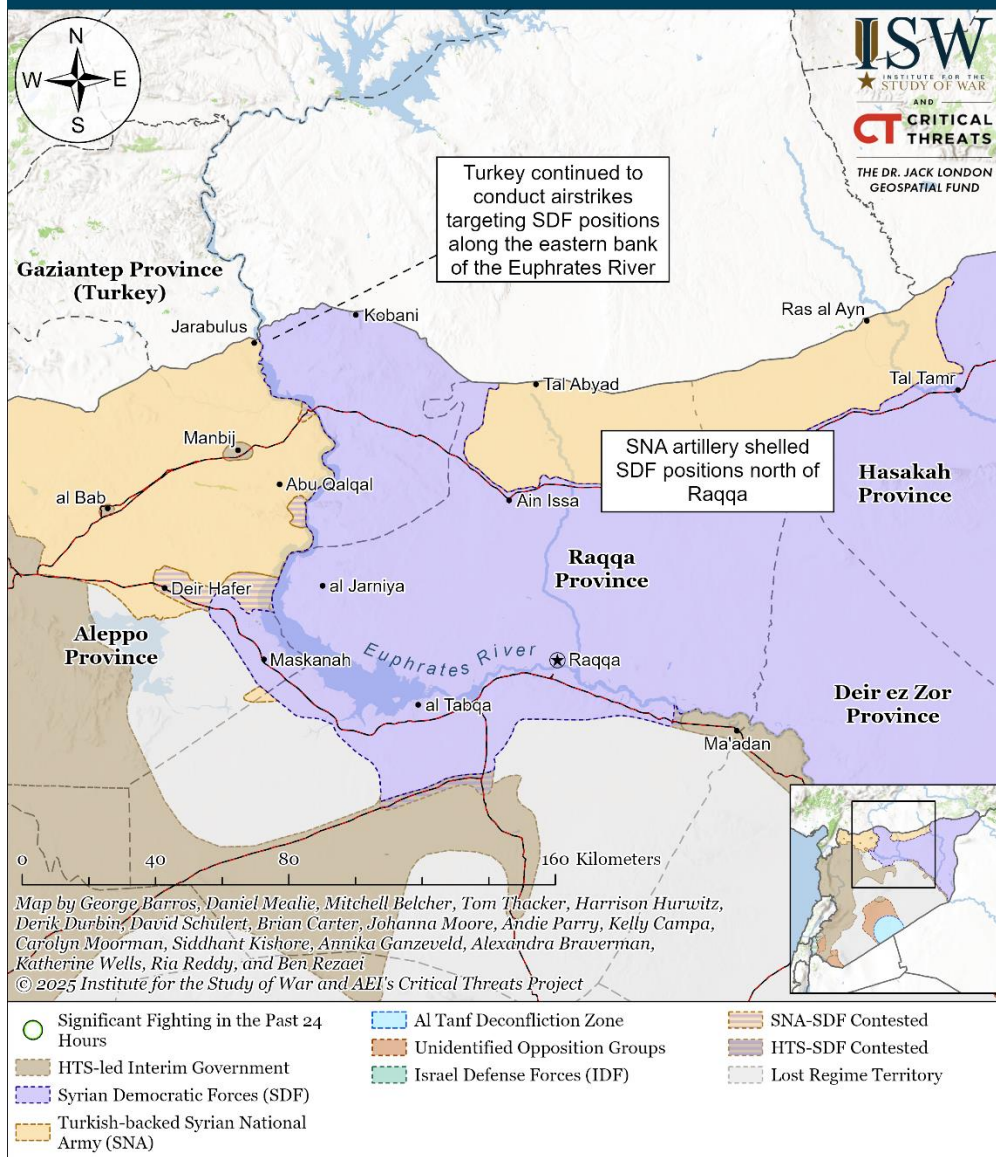 N
W
E
S
ISW
INSTITUTE FOR THE
STUDY OF WAR
AND
CT CRITICAL
THREATS
THE DR. JACK LONDON
GEOSPATIAL FUND
Turkey continued to
conduct airstrikes
targeting SDF positions
along the eastern bank
of the Euphrates River
Gaziantep Province
(Turkey)
Jarabulus
Kobani
Ras al Ayn
Tal Abyad
Tal Tamr
Manbij
SNA artillery shelled
SDF positions north of
Raqqa
Hasakah
Province
al Bab
Abu Qalqal
Ain Issa
Raqqa
Province
Deir Hafer
al Jarniya
Aleppo
Province
Maskanah
Euphrates River
Raqqa
al Tabqa
Deir ez Zor
Province
Ma'adan
0 40 80 160 Kilometers
Map by George Barros, Daniel Mealie, Mitchell Belcher, Tom Thacker, Harrison Hurwitz,
Derik Durbin, David Schulert, Brian Carter, Johanna Moore, Andie Parry, Kelly Campa,
Carolyn Moorman, Siddhant Kishore, Annika Ganzeveld, Alexandra Braverman,
Katherine Wells, Ria Reddy, and Ben Rezaei
© 2025 Institute for the Study of War and AEI's Critical Threats Project
Significant Fighting in the Past 24
Hours
HTS-led Interim Government
Syrian Democratic Forces (SDF)
Turkish-backed Syrian National
Army (SNA)
Al Tanf Deconfliction Zone
Unidentified Opposition Groups
Israel Defense Forces (IDF)
SNA-SDF Contested
HTS-SDF Contested
Lost Regime Territory